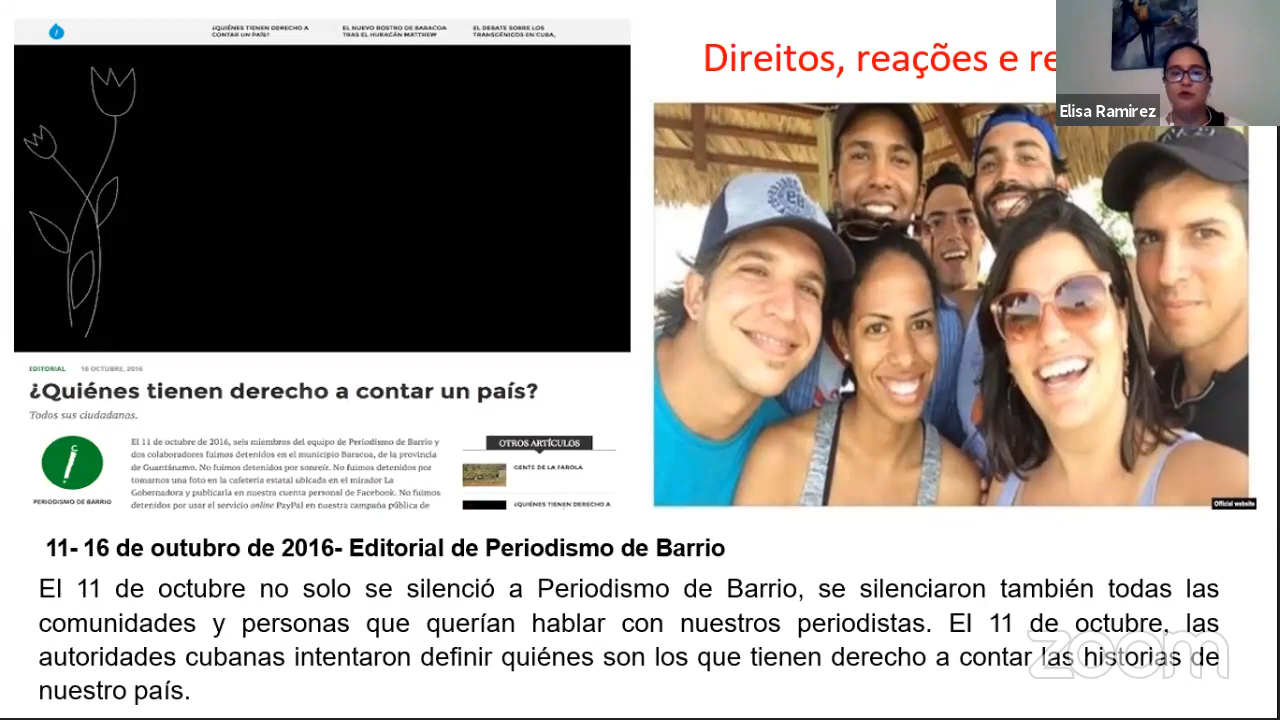 ¿QUIÉNES TIENEN DERECHO A
CONTAR UN PAÍS?
EL NUEVO ROSTRO DE BARACOA
TRAS EL HURACÁN MATTHEW
EL DEBATE SOBRE LOS
TRANSGÉNICOS EN CUBA,
Direitos, reações e re
Elisa Ramirez
EDITORIAL 16 OCTUBRE, 2016
¿Quiénes tienen derecho a contar un país?
Todos sus ciudadanos.
PERIODISMO DE BARRIO
El 11 de octubre de 2016, seis miembros del equipo de Periodismo de Barrio y
dos colaboradores fuimos detenidos en el municipio Baracoa, de la provincia
de Guantánamo. No fuimos detenidos por sonreír. No fuimos detenidos por
tomarnos una foto en la cafetería estatal ubicada en el mirador La
Gobernadora y publicarla en nuestra cuenta personal de Facebook. No fuimos
detenidos por usar el servicio online PayPal en nuestra campaña pública de
OTROS ARTÍCULOS
GENTE DE LA FAROLA
¿QUIÉNES TIENEN DERECHO A
Official website
11- 16 de outubro de 2016- Editorial de Periodismo de Barrio
El 11 de octubre no solo se silenció a Periodismo de Barrio, se silenciaron también todas las
comunidades y personas que querían hablar con nuestros periodistas. El 11 de octubre, las
autoridades cubanas intentaron definir quiénes son los que tienen derecho a contar las historias de
nuestro país.
zoom